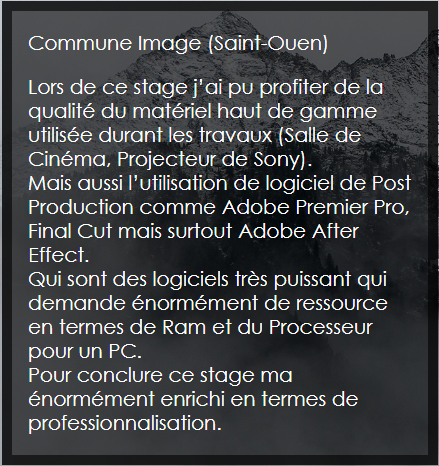 Commune Image (Saint-Ouen)
Lors de ce stage j'ai pu profiter de la
qualité du matériel haut de gamme
utilisée durant les travaux (Salle de
Cinéma, Projecteur de Sony).
Mais aussi l'utilisation de logiciel de Post
Production comme Adobe Premier Pro,
Final Cut mais surtout Adobe After
Effect.
Qui sont des logiciels très puissant qui
demande énormément de ressource
en termes de Ram et du Processeur
pour un PC.
Pour conclure ce stage ma
énormément enrichi en termes de
professionnalisation.